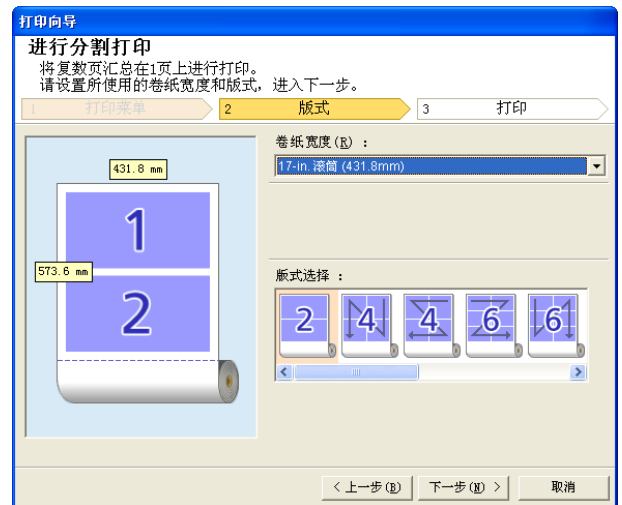 打印向导
进行分割打印
将复数页汇总在1页上进行打印。
请设置所使用的卷纸宽度和版式，进入下一步。
1 打印菜单 2 版式 3 打印
卷纸宽度(R)：
17-in. 滚筒 (431.8mm)
431.8 mm
1
573.6 mm
2
版式选择：
2 4 4 6 6
< 上一步(B) 下一步(N) > 取消